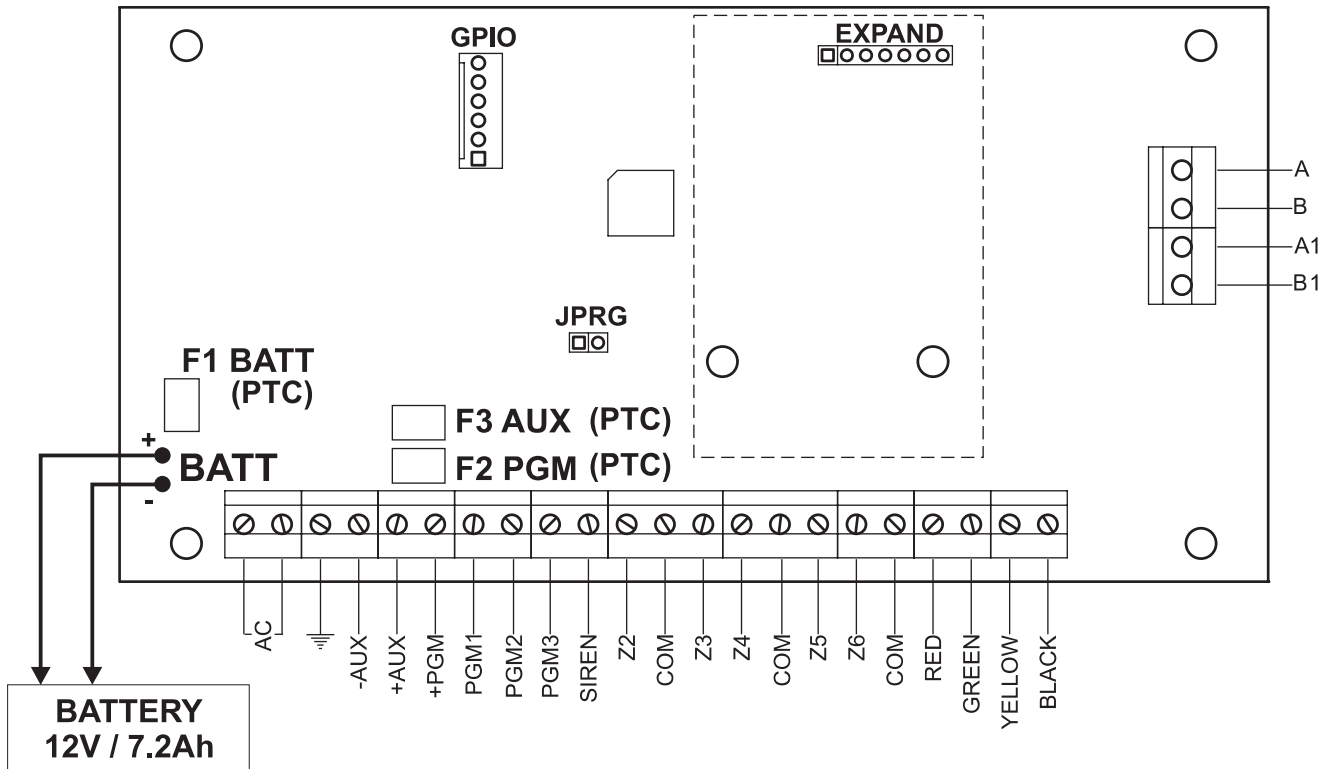 GPIO
EXPAND
A
B
A1
B1
JPRG
F1 BATT
(PTC)
F3 AUX (PTC)
F2 PGM (PTC)
+
BATT
-
AC
-AUX
+AUX
+PGM
PGM1
PGM2
PGM3
SIREN
Z2
COM
Z3
Z4
COM
Z5
Z6
COM
RED
GREEN
YELLOW
BLACK
BATTERY
12V / 7.2Ah